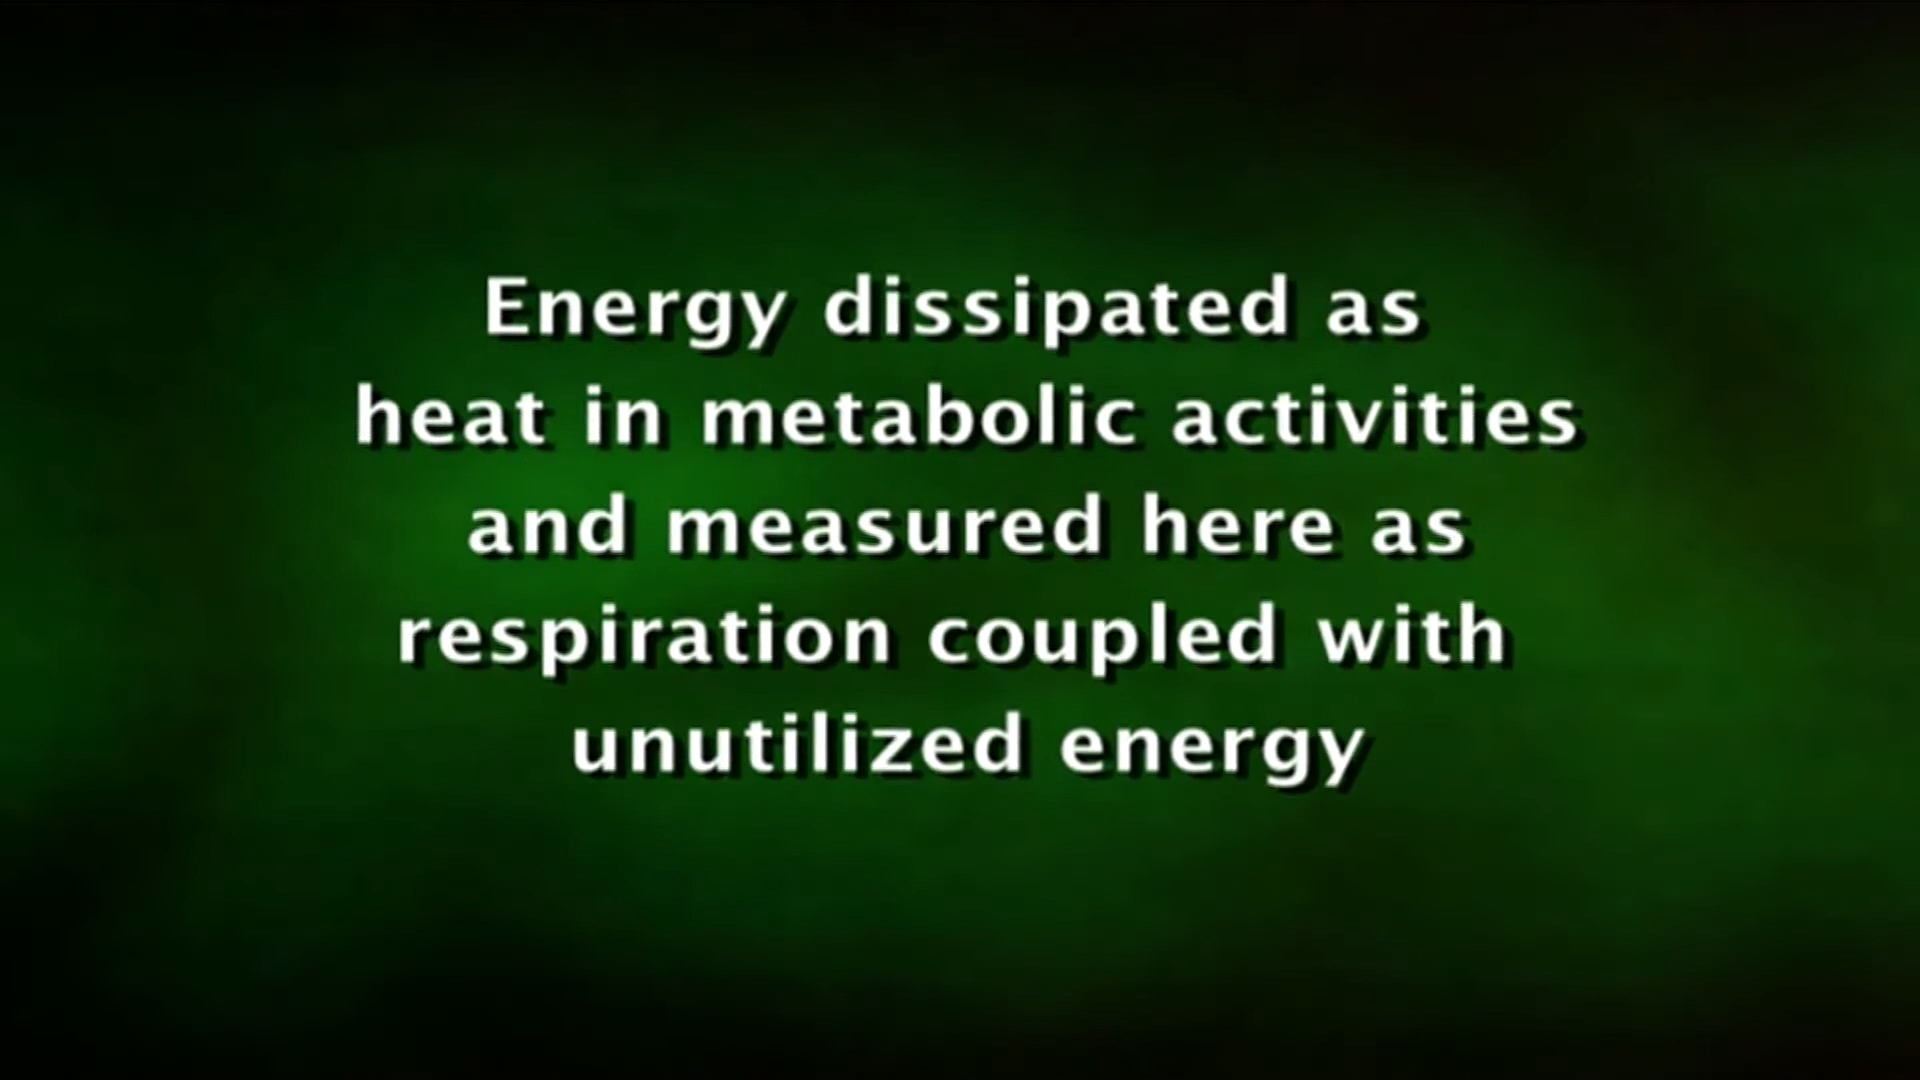 Energy dissipated as
heat in metabolic activities
and measured here as
respiration coupled with
unutilized energy